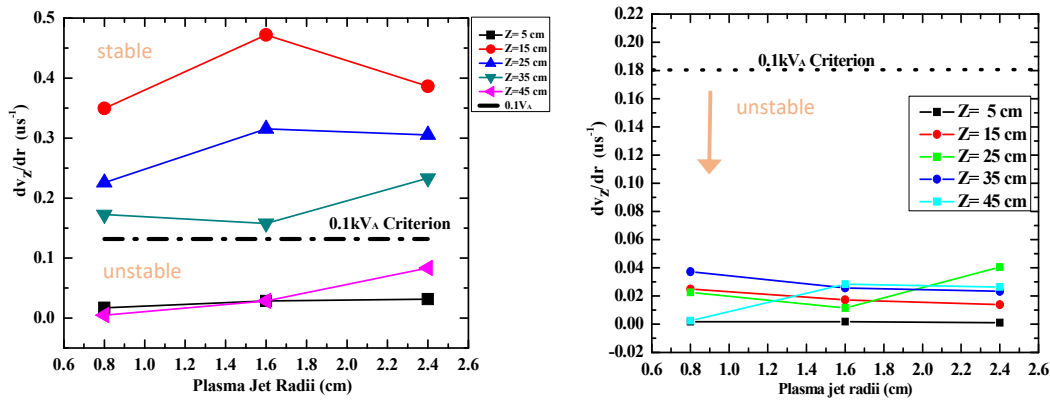 0.5
0.4
0.3
0.2
0.1
0.0
dvz/dr (us-1)
stable
unstable
0.1kVA Criterion
Z= 5 cm
Z=15 cm
Z=25 cm
Z=35 cm
Z=45 cm
0.1VA
0.6 0.8 1.0 1.2 1.4 1.6 1.8 2.0 2.2 2.4 2.6
Plasma Jet Radii (cm)
0.22
0.20
0.18
0.16
0.14
0.12
0.10
0.08
0.06
0.04
0.02
0.00
-0.02
dvz/dr (us-1)
0.1kVA Criterion
unstable
Z= 5 cm
Z= 15 cm
Z= 25 cm
Z= 35 cm
Z= 45 cm
0.6 0.8 1.0 1.2 1.4 1.6 1.8 2.0 2.2 2.4 2.6
Plasma jet radii (cm)